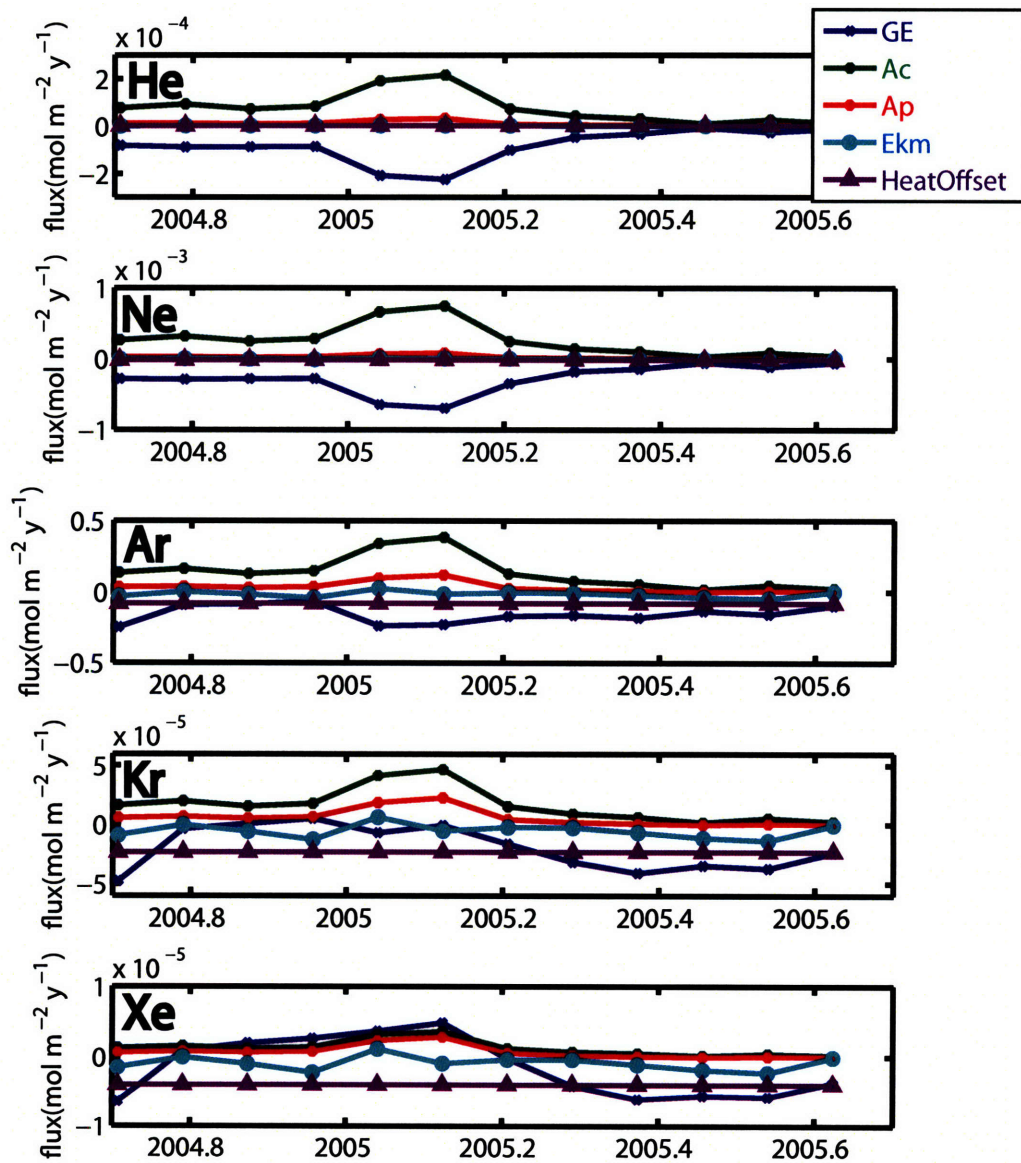 x 10⁻⁴
GE
Ac
Ap
Ekm
HeatOffset
He
2
0
−2
flux(mol m⁻² y⁻¹)
2004.8 2005 2005.2 2005.4 2005.6
x 10⁻³
Ne
1
0
−1
flux(mol m⁻² y⁻¹)
2004.8 2005 2005.2 2005.4 2005.6
Ar
0.5
0
−0.5
flux(mol m⁻² y⁻¹)
2004.8 2005 2005.2 2005.4 2005.6
x 10⁻⁵
Kr
5
0
−5
flux(mol m⁻² y⁻¹)
2004.8 2005 2005.2 2005.4 2005.6
x 10⁻⁵
Xe
1
0
−1
flux(mol m⁻² y⁻¹)
2004.8 2005 2005.2 2005.4 2005.6